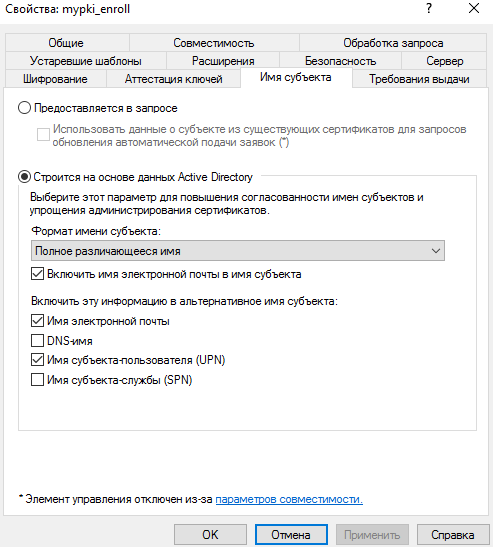 Свойства: mypki_enroll
?
Общие
Совместимость
Обработка запроса
Устаревшие шаблоны
Расширения
Безопасность
Сервер
Шифрование
Аттестация ключей
Имя субъекта
Требования выдачи
Предоставляется в запросе
Использовать данные о субъекте из существующих сертификатов для запросов
обновления автоматической подачи заявок (*)
Строится на основе данных Active Directory
Выберите этот параметр для повышения согласованности имен субъектов и
упрощения администрирования сертификатов.
Формат имени субъекта:
Полное различающееся имя
Включить имя электронной почты в имя субъекта
Включить эту информацию в альтернативное имя субъекта:
Имя электронной почты
DNS-имя
Имя субъекта-пользователя (UPN)
Имя субъекта-службы (SPN)
* Элемент управления отключен из-за параметров совместимости.
OK
Отмена
Применить
Справка